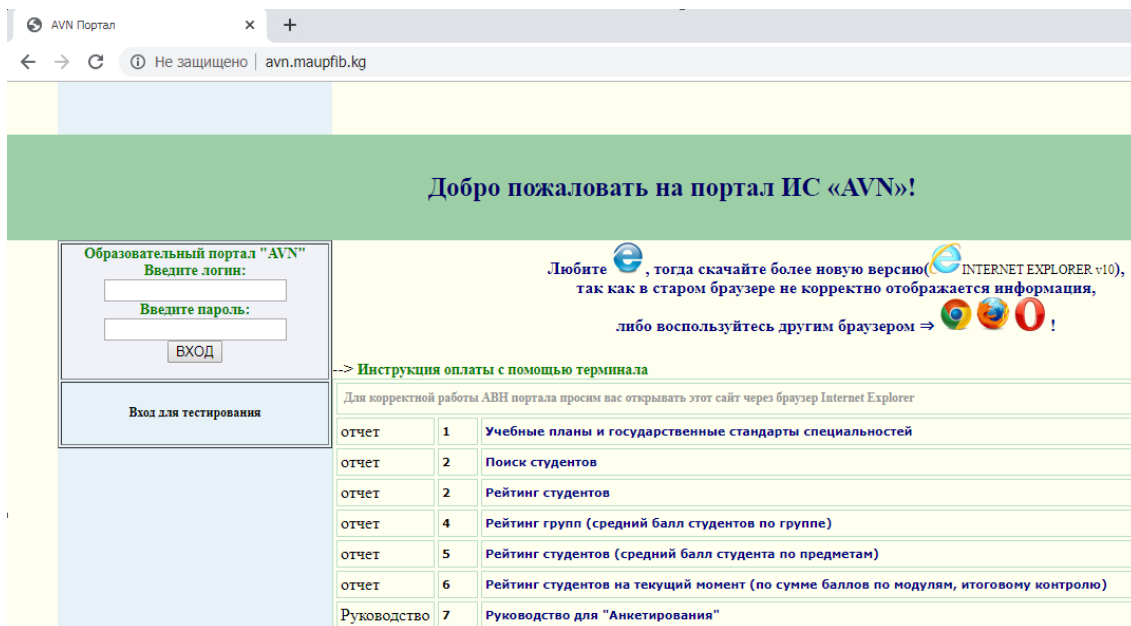 АVN Портал
Не защищено | avn.maupfib.kg
Добро пожаловать на портал ИС «AVN»!
Образовательный портал "AVN"
Введите логин:
Введите пароль:
ВХОД
Вход для тестирования
Любите , тогда скачайте более новую версию( INTERNET EXPLORER v10),
так как в старом браузере не корректно отображается информация,
либо воспользуйтесь другим браузером ⇒ !
--> Инструкция оплаты с помощью терминала
Для корректной работы АВН портала просим вас открывать этот сайт через браузер Internet Explorer
отчет 1 Учебные планы и государственные стандарты специальностей
отчет 2 Поиск студентов
отчет 2 Рейтинг студентов
отчет 4 Рейтинг групп (средний балл студентов по группе)
отчет 5 Рейтинг студентов (средний балл студента по предметам)
отчет 6 Рейтинг студентов на текущий момент (по сумме баллов по модулям, итоговому контролю)
Руководство 7 Руководство для "Анкетирования"